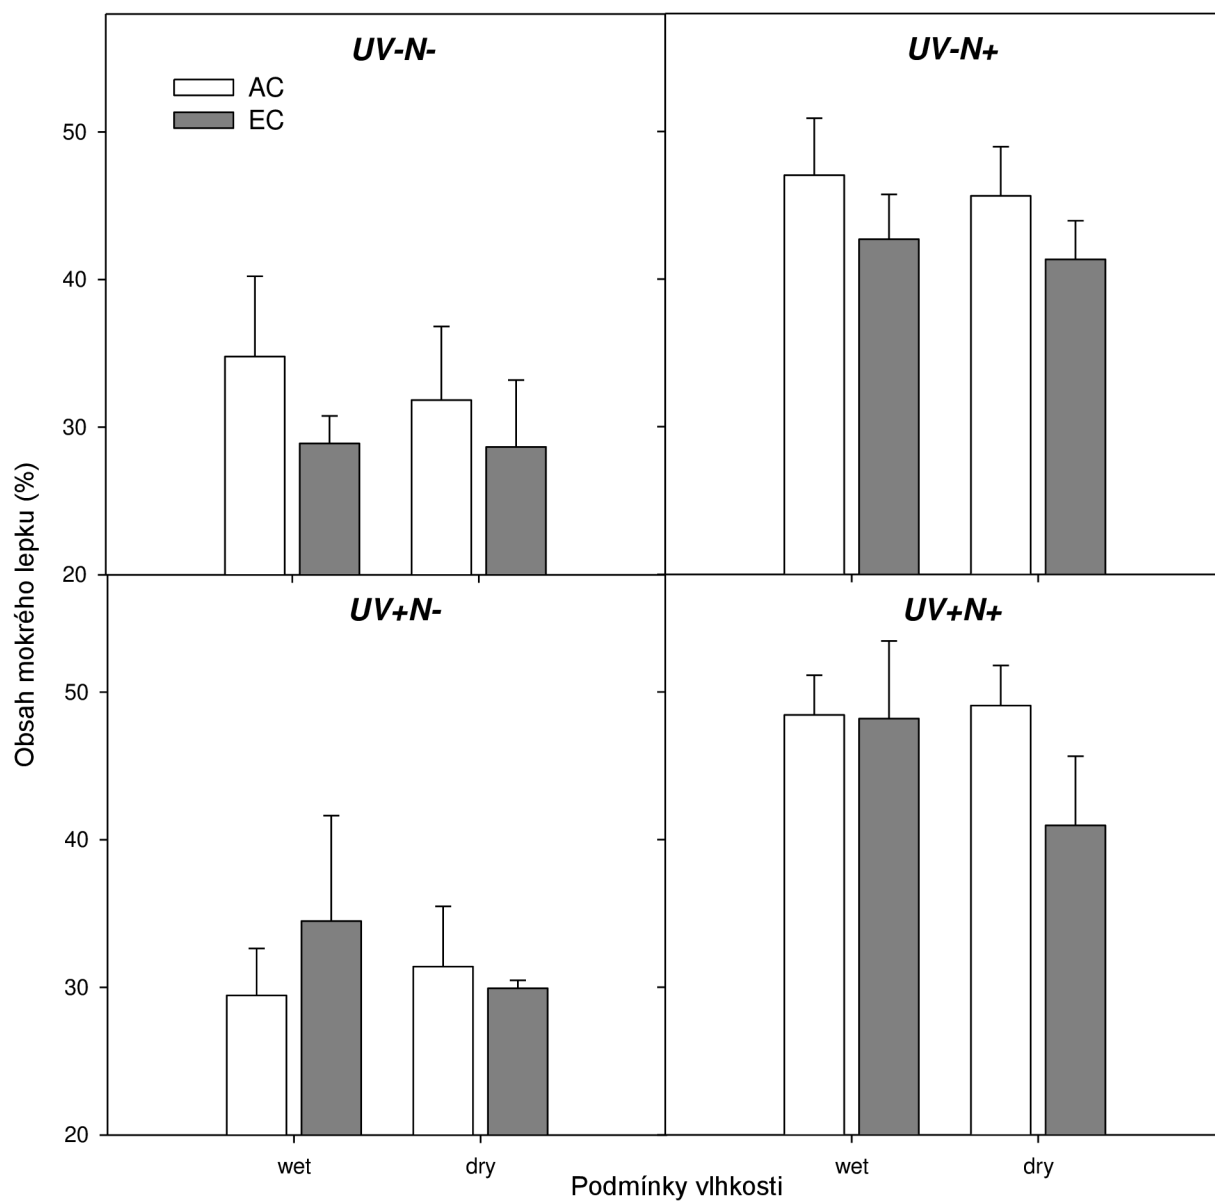 UV-N-
UV-N+
AC
EC
50
40
30
20
UV+N-
UV+N+
50
40
30
20
wet
dry
wet
dry
Obsah mokrého lepku (%)
Podmínky vlhkosti